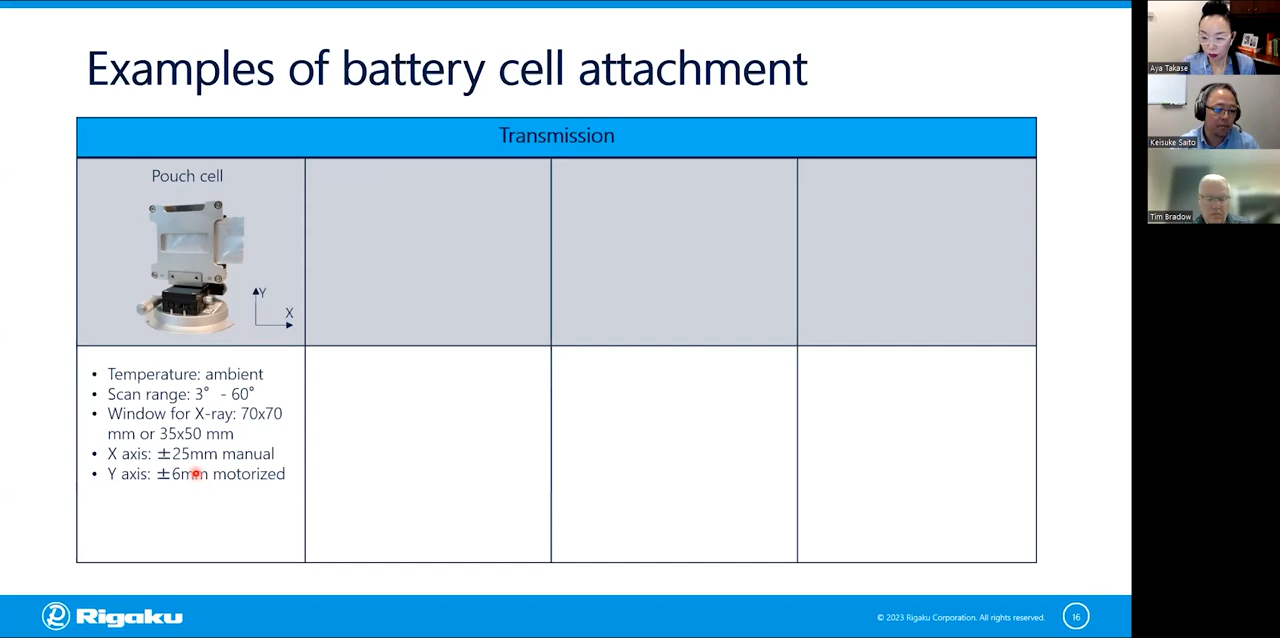 Examples of battery cell attachment
Transmission
Pouch cell
Y
X
• Temperature: ambient
• Scan range: 3° - 60°
• Window for X-ray: 70x70
mm or 35x50 mm
• X axis: ±25mm manual
• Y axis: ±6mm motorized
Rigaku
© 2023 Rigaku Corporation. All rights reserved.
16
Aya Takase
Keisuke Saito
Tim Bradow